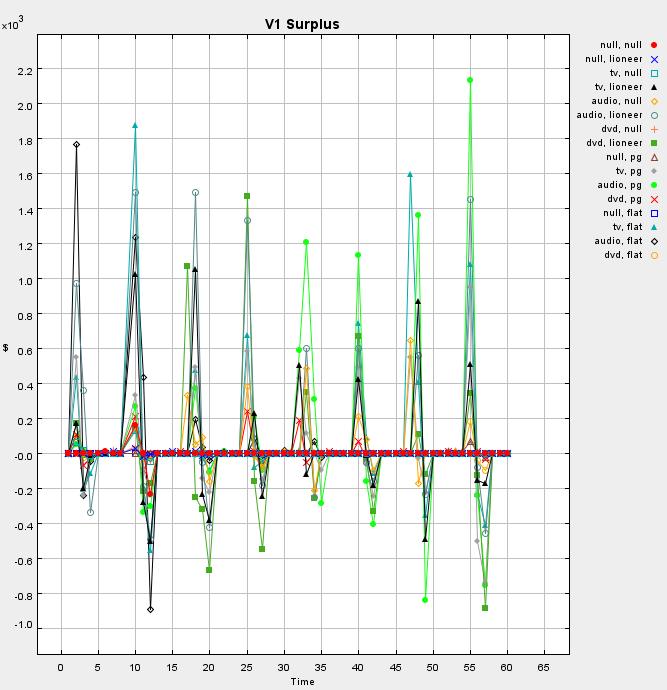 V1 Surplus
x10³
$
2.2
2.0
1.8
1.6
1.4
1.2
1.0
0.8
0.6
0.4
0.2
-0.0
-0.2
-0.4
-0.6
-0.8
-1.0
0 5 10 15 20 25 30 35 40 45 50 55 60 65
Time
null, null
null, lioneer
tv, null
tv, lioneer
audio, null
audio, lioneer
dvd, null
dvd, lioneer
null, pg
tv, pg
audio, pg
dvd, pg
null, flat
tv, flat
audio, flat
dvd, flat